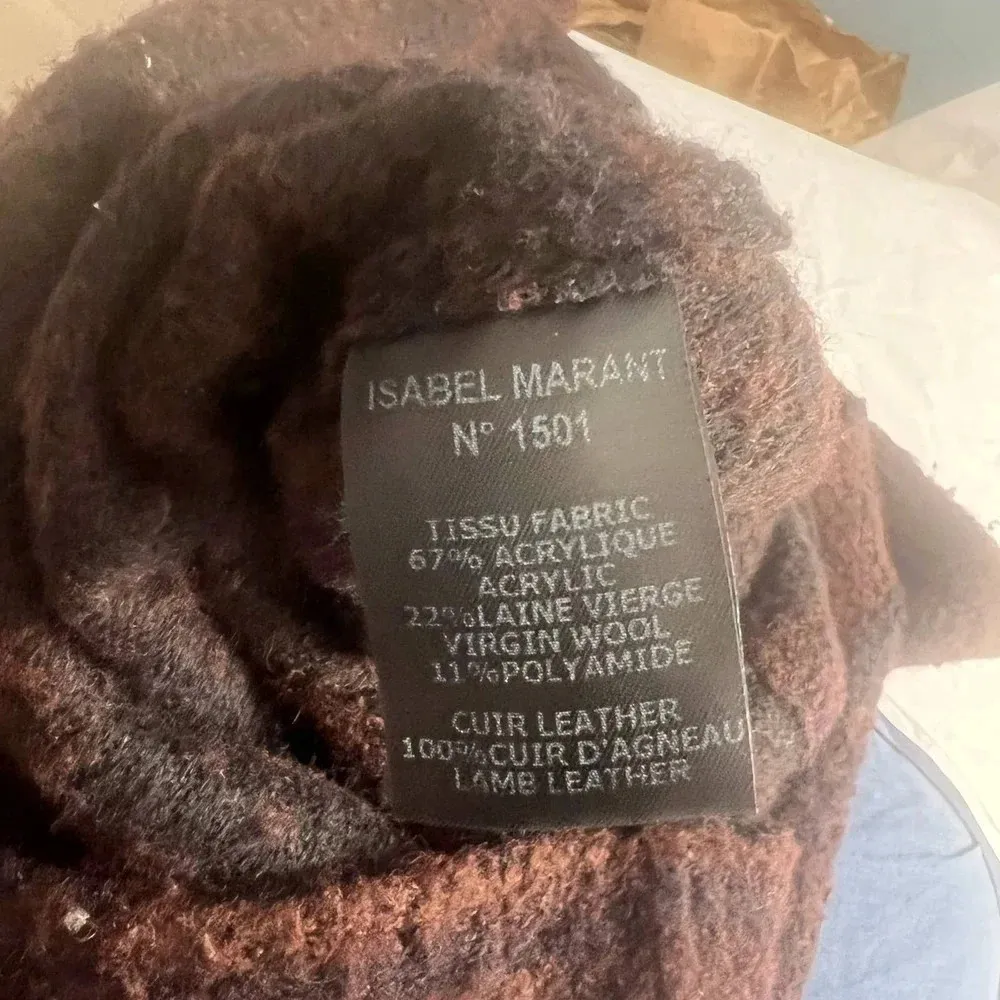 ISABEL MARANT
N° 1501
TISSU FABRIC
67% ACRYLIQUE
ACRYLIC
22%LAINE VIERGE
VIRGIN WOOL
11%POLYAMIDE
CUIR LEATHER
100%CUIR D'AGNEAU
LAMB LEATHER